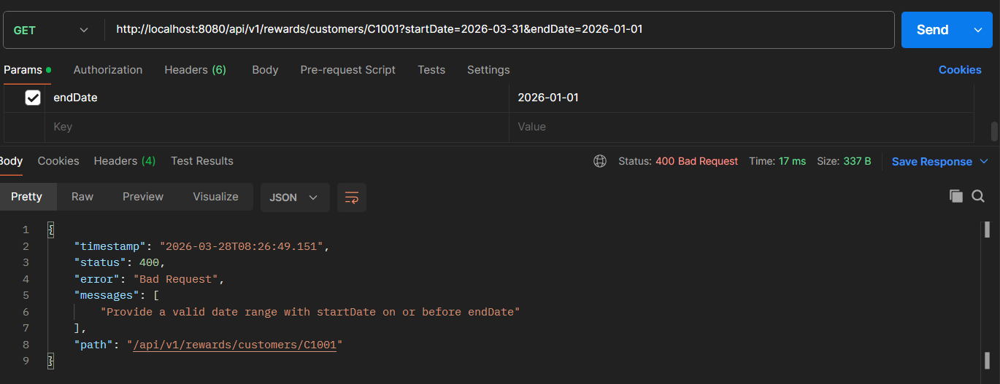 GET http://localhost:8080/api/v1/rewards/customers/C1001?startDate=2026-03-31&endDate=2026-01-01 Send
Params Authorization Headers (6) Body Pre-request Script Tests Settings Cookies
endDate 2026-01-01
Key Value
Body Cookies Headers (4) Test Results Status: 400 Bad Request Time: 17 ms Size: 337 B Save Response
Pretty Raw Preview Visualize JSON
1 {
2 "timestamp": "2026-03-28T08:26:49.151",
3 "status": 400,
4 "error": "Bad Request",
5 "messages": [
6 "Provide a valid date range with startDate on or before endDate"
7 ],
8 "path": "/api/v1/rewards/customers/C1001"
9 }